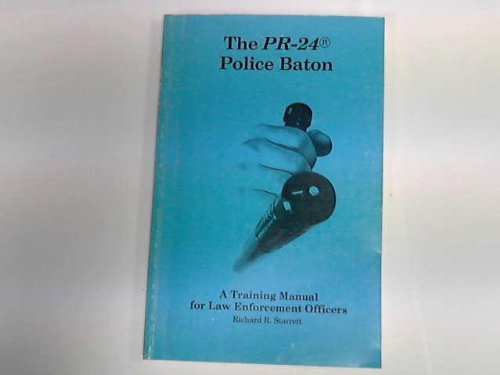 The PR-24®
Police Baton
A Training Manual
for Law Enforcement Officers
Richard R. Starrett